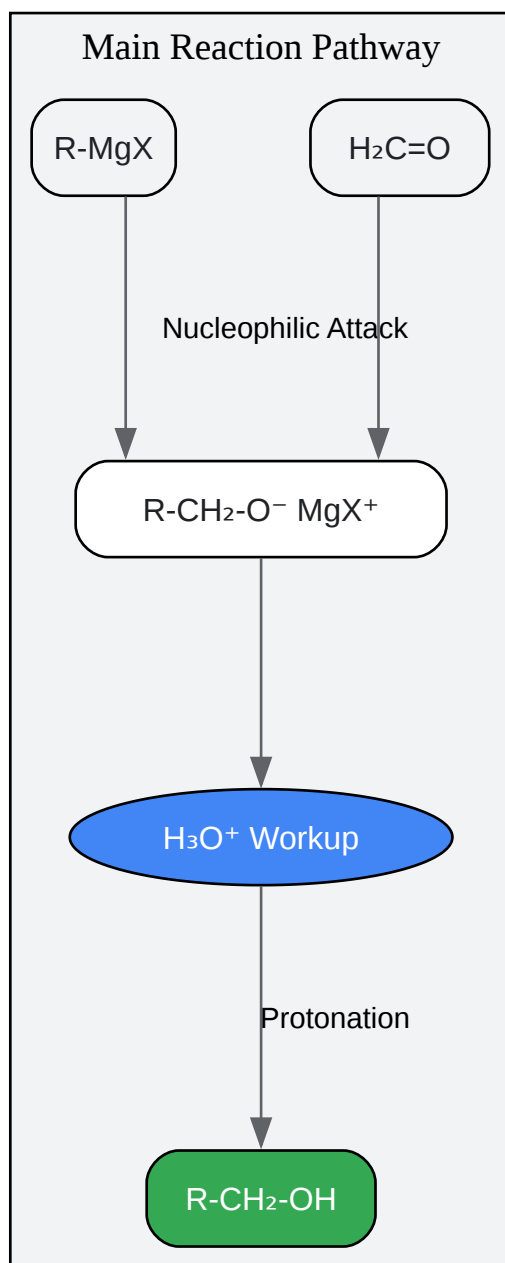 Main Reaction Pathway
R-MgX
H₂C=O
Nucleophilic Attack
R-CH₂-O⁻ MgX⁺
H₃O⁺ Workup
Protonation
R-CH₂-OH